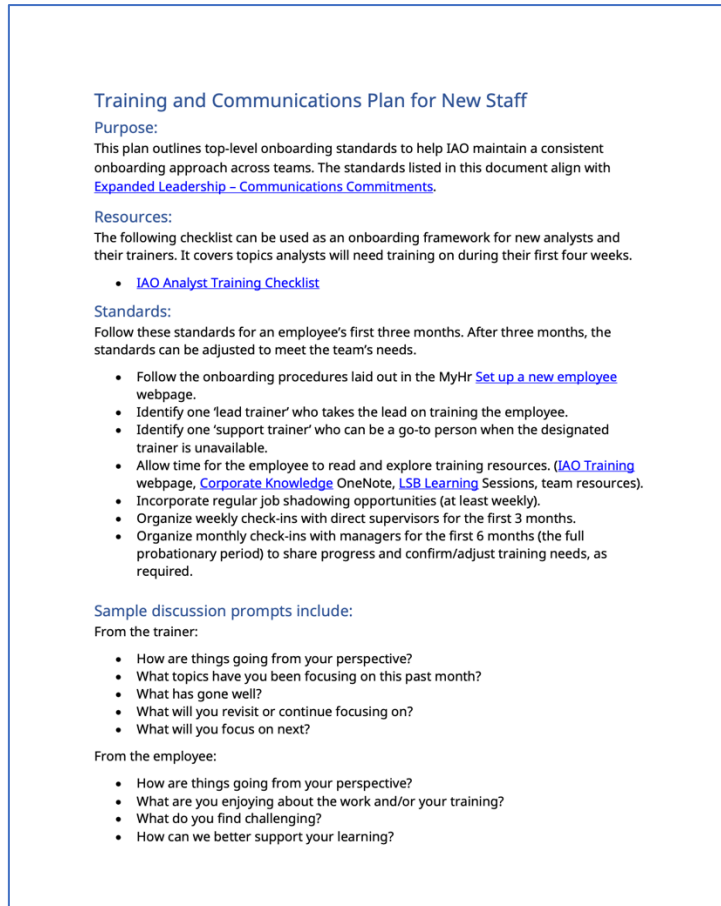 Training and Communications Plan for New Staff
Purpose:
This plan outlines top-level onboarding standards to help IAO maintain a consistent
onboarding approach across teams. The standards listed in this document align with
Expanded Leadership – Communications Commitments.
Resources:
The following checklist can be used as an onboarding framework for new analysts and
their trainers. It covers topics analysts will need training on during their first four weeks.
• IAO Analyst Training Checklist
Standards:
Follow these standards for an employee’s first three months. After three months, the
standards can be adjusted to meet the team’s needs.
• Follow the onboarding procedures laid out in the MyHr Set up a new employee
webpage.
• Identify one ‘lead trainer’ who takes the lead on training the employee.
• Identify one ‘support trainer’ who can be a go-to person when the designated
trainer is unavailable.
• Allow time for the employee to read and explore training resources. (IAO Training
webpage, Corporate Knowledge OneNote, LSB Learning Sessions, team resources).
• Incorporate regular job shadowing opportunities (at least weekly).
• Organize weekly check-ins with direct supervisors for the first 3 months.
• Organize monthly check-ins with managers for the first 6 months (the full
probationary period) to share progress and confirm/adjust training needs, as
required.
Sample discussion prompts include:
From the trainer:
• How are things going from your perspective?
• What topics have you been focusing on this past month?
• What has gone well?
• What will you revisit or continue focusing on?
• What will you focus on next?
From the employee:
• How are things going from your perspective?
• What are you enjoying about the work and/or your training?
• What do you find challenging?
• How can we better support your learning?